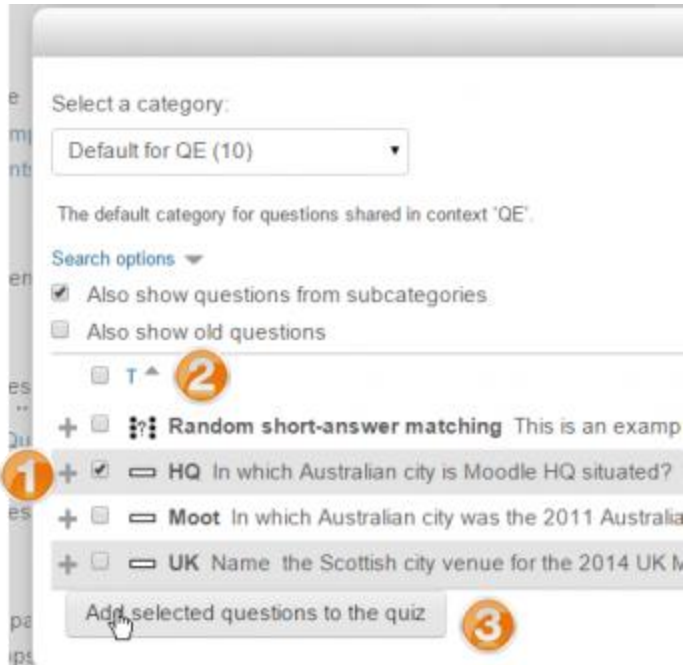 Select a category:
Default for QE (10)
The default category for questions shared in context 'QE'.
Search options
Also show questions from subcategories
Also show old questions
T
2
Random short-answer matching This is an examp
1
HQ In which Australian city is Moodle HQ situated?
Moot In which Australian city was the 2011 Australia
UK Name the Scottish city venue for the 2014 UK M
Add selected questions to the quiz
3